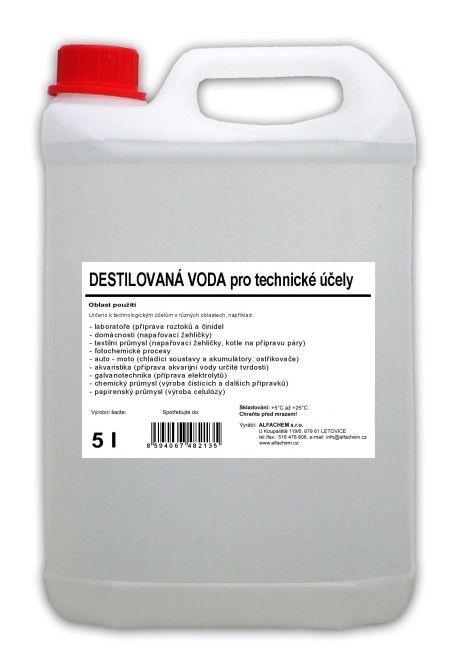 DESTILOVANÁ VODA pro technické účely
Oblast použití
Určeno k technologickým účelům v různých oblastech, například:
- laboratoře (příprava roztoků a činidel
- domácnosti (napařovací žehličky)
- textilní průmysl (napařovací žehličky, kotle na přípravu páry)
- fotochemické procesy
- auto - moto (chladící soustavy a akumulátory, ostřikovače)
- akvaristika (příprava akvarijní vody určité tvrdosti)
- galvanotechnika (příprava elektrolytů)
- chemický průmysl (výroba čistících a dalších přípravků)
- papírenský průmysl (výroba celulózy)
Výrobní šarže:
Spotřebujte do:
Skladování: +5°C až +25°C
Chraňte před mrazem!
5 l
8 594067 482135
Vyrábí: ALFACHEM s.r.o.
U Koupaliště 119/6, 679 61 LETOVICE
tel./fax.: 516 476 808, e-mail: info@alfachem.cz
www.alfachem.cz